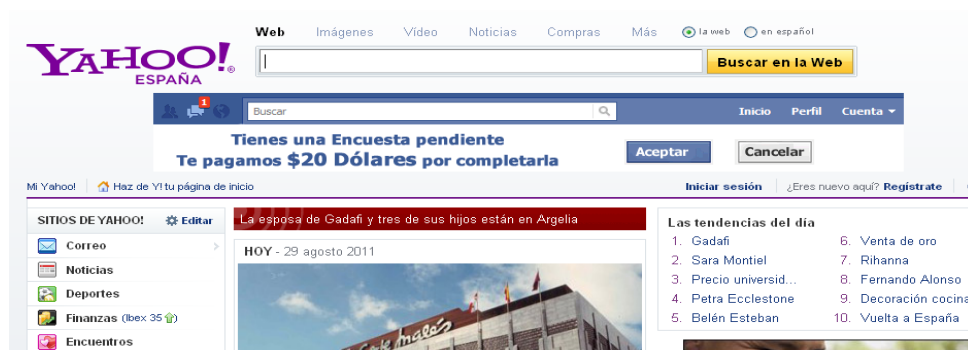 Web Imágenes Vídeo Noticias Compras Más la web en español
YAHOO!® ESPAÑA
Buscar en la Web
1 Buscar Inicio Perfil Cuenta
Tienes una Encuesta pendiente
Te pagamos $20 Dólares por completarla
Aceptar Cancelar
Mi Yahoo! Haz de Y! tu página de inicio Iniciar sesión ¿Eres nuevo aquí? Regístrate
SITIOS DE YAHOO! Editar
Correo
Noticias
Deportes
Finanzas (Ibex 35)
Encuentros
La esposa de Gadafi y tres de sus hijos están en Argelia
HOY - 29 agosto 2011
Las tendencias del día
1. Gadafi
2. Sara Montiel
3. Precio universid...
4. Petra Ecclestone
5. Belén Esteban
6. Venta de oro
7. Rihanna
8. Fernando Alonso
9. Decoración cocina
10. Vuelta a España